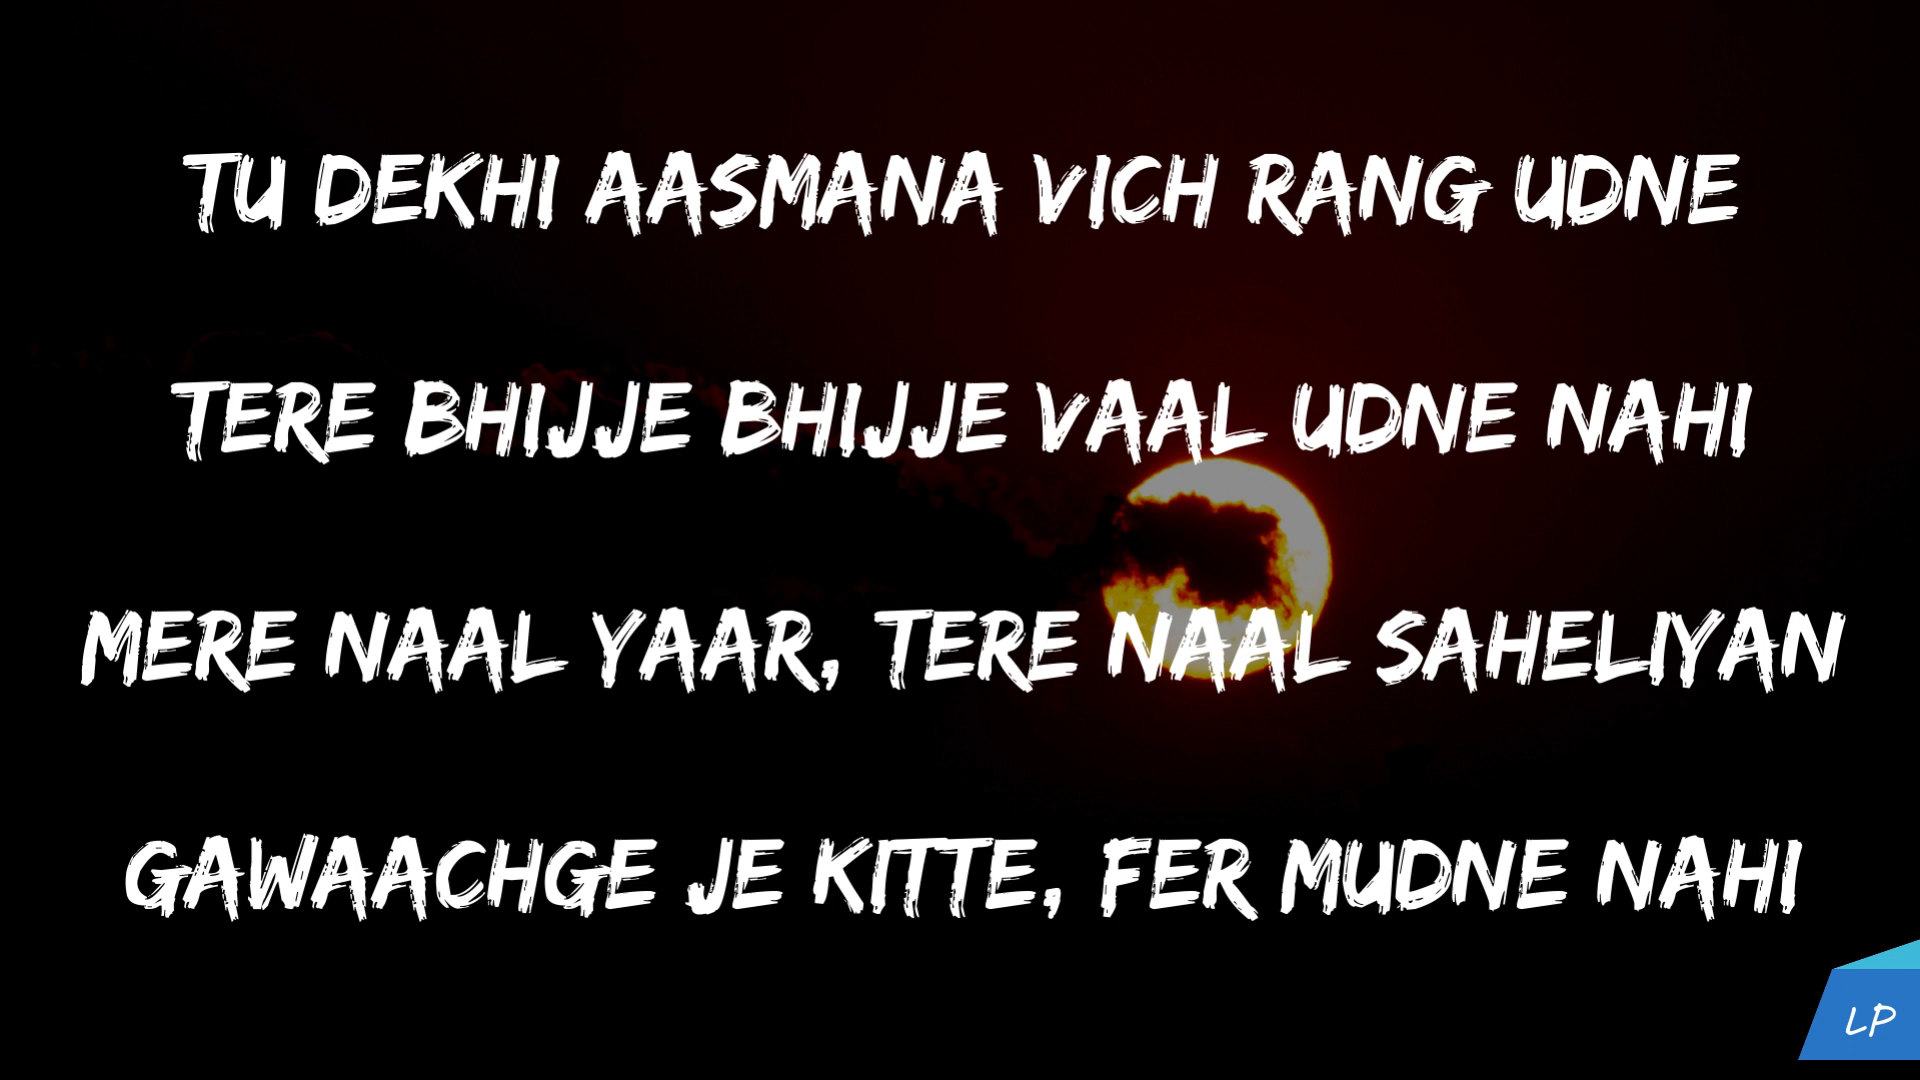 TU DEKHI AASMANA VICH RANG UDNE
TERE BHIJJE BHIJJE VAAL UDNE NAHI
MERE NAAL YAAR, TERE NAAL SAHELIYAN
GAWAACHGE JE KITTE, FER MUDNE NAHI
LP